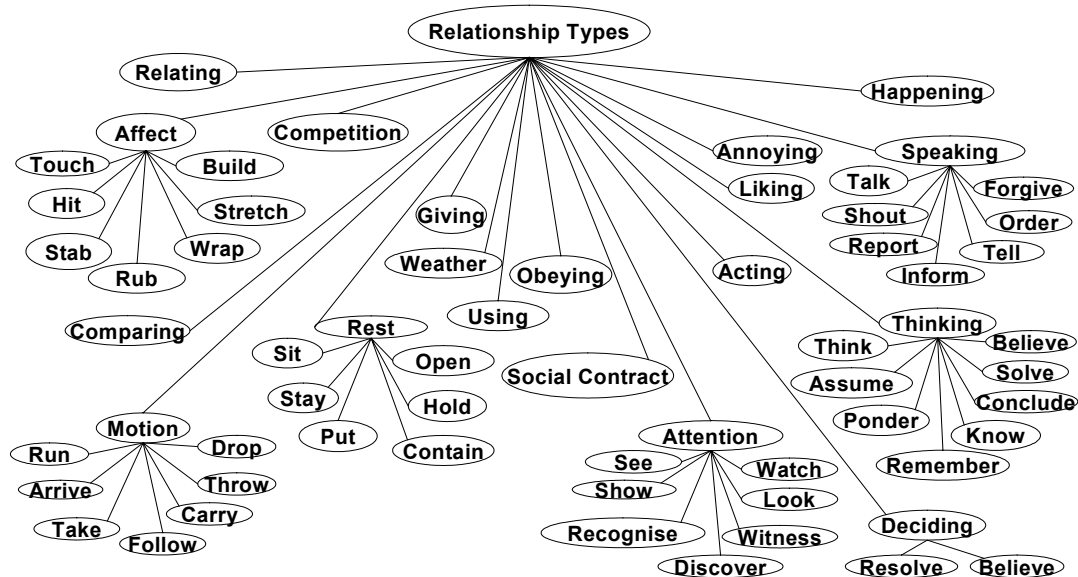 Relationship Types
Relating
Happening
Affect
Competition
Touch
Build
Hit
Stretch
Stab
Wrap
Rub
Giving
Weather
Obeying
Using
Annoying
Liking
Acting
Speaking
Talk
Forgive
Shout
Order
Report
Tell
Inform
Comparing
Rest
Sit
Open
Stay
Hold
Put
Contain
Social Contract
Thinking
Think
Believe
Assume
Solve
Conclude
Ponder
Know
Remember
Motion
Run
Drop
Arrive
Throw
Take
Carry
Follow
Attention
See
Watch
Show
Look
Recognise
Witness
Discover
Deciding
Resolve
Believe